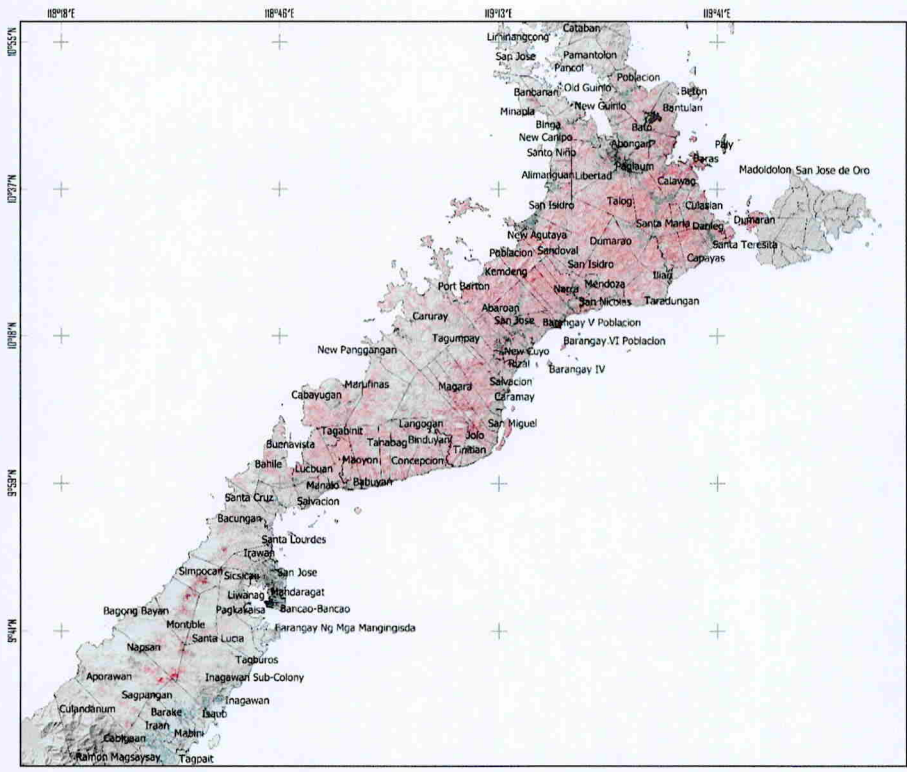 118°18'E 118°46'E 119°13'E 119°41'E
10°55'N
Cataban
Liminangcong
San Jose
Pamantolon
Pancol
Poblacion
Old Guinlo
Banbanan
Beton
New Guinlo
Bantulan
Minapla
Binga
Bato
New Canipo
Abongan
Paly
Santo Niño
Paglaum
Baras
Madoldolon San Jose de Oro
Alimanguan
Libertad
Calawag
10°27'N
San Isidro
Talog
Culasian
Santa Maria
Danleg
Dumaran
New Agutaya
Dumarao
Santa Teresita
Poblacion
Sandoval
Capayas
Kemdeng
San Isidro
Ilian
Port Barton
Narra
Mendoza
San Nicolas
Taradungan
Abaroan
Caruray
San Jose
Barangay V Poblacion
10°18'N
Tagumpay
Barangay VI Poblacion
New Panggangan
New Cuyo
Rizal
Barangay IV
Marufinas
Magara
Salvacion
Cabayugan
Caramay
Langogan
San Miguel
Tagabinit
Jolo
Buenavista
Tanabag
Binduyan
Tinitian
Bahile
Lucbuan
Maoyon
Concepcion
9°59'N
Manalo
Babuyan
Santa Cruz
Salvacion
Bacungan
Santa Lourdes
Irawan
Simpocan
Sicsican
San Jose
Liwanag
Mandaragat
Bagong Bayan
Pagkakaisa
Bancao-Bancao
Montible
Barangay Ng Mga Mangingisda
9°41'N
Santa Lucia
Napsan
Tagburos
Aporawan
Inagawan Sub-Colony
Sagpangan
Inagawan
Culandanum
Barake
Isaub
Iraan
Mabini
Cabigaan
Ramon Magsaysay
Tagpait